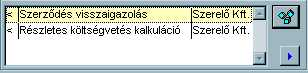 < Szerződés visszaigazolás Szerelő Kft.
< Részletes költségvetés kalkuláció Szerelő Kft.